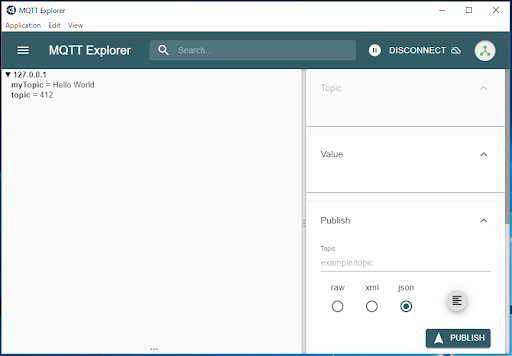 MQTT Explorer
Application Edit View
MQTT Explorer
Search...
DISCONNECT
▼ 127.0.0.1
myTopic = Hello World
topic = 412
Topic
Value
Publish
Topic
example/topic
raw xml json
PUBLISH